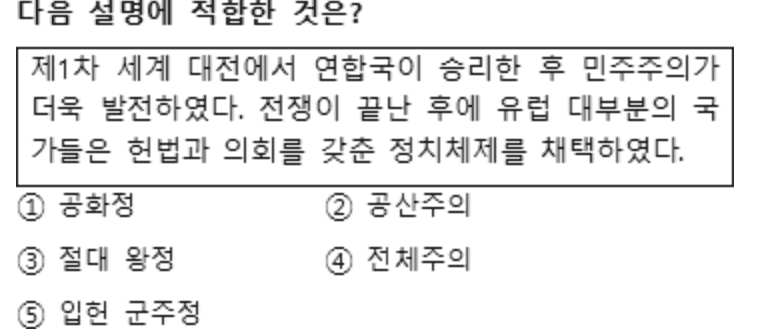 다음 설명에 적합한 것은?
제1차 세계 대전에서 연합국이 승리한 후 민주주의가
더욱 발전하였다. 전쟁이 끝난 후에 유럽 대부분의 국
가들은 헌법과 의회를 갖춘 정치체제를 채택하였다.
① 공화정 ② 공산주의
③ 절대 왕정 ④ 전체주의
⑤ 입헌 군주정